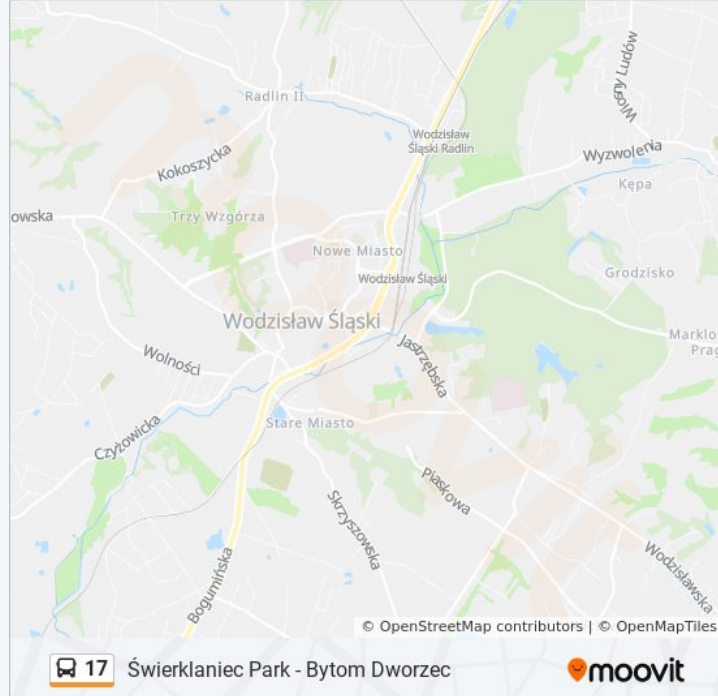 Radlin II
Wodzisław
Śląski Radlin
Wiosny Ludów
Wyzwolenia
Kokoszycka
Kępa
owska
Trzy Wzgórza
Nowe Miasto
Wodzisław Śląski
Grodzisko
Wodzisław Śląski
Marklow
Prag
Jastrzębska
Wolności
Czyżowicka
Stare Miasto
Piaskowa
Skrzyszowska
Wodzisławska
Bogumińska
© OpenStreetMap contributors | © OpenMapTiles
17 Świerklaniec Park - Bytom Dworzec
moovit